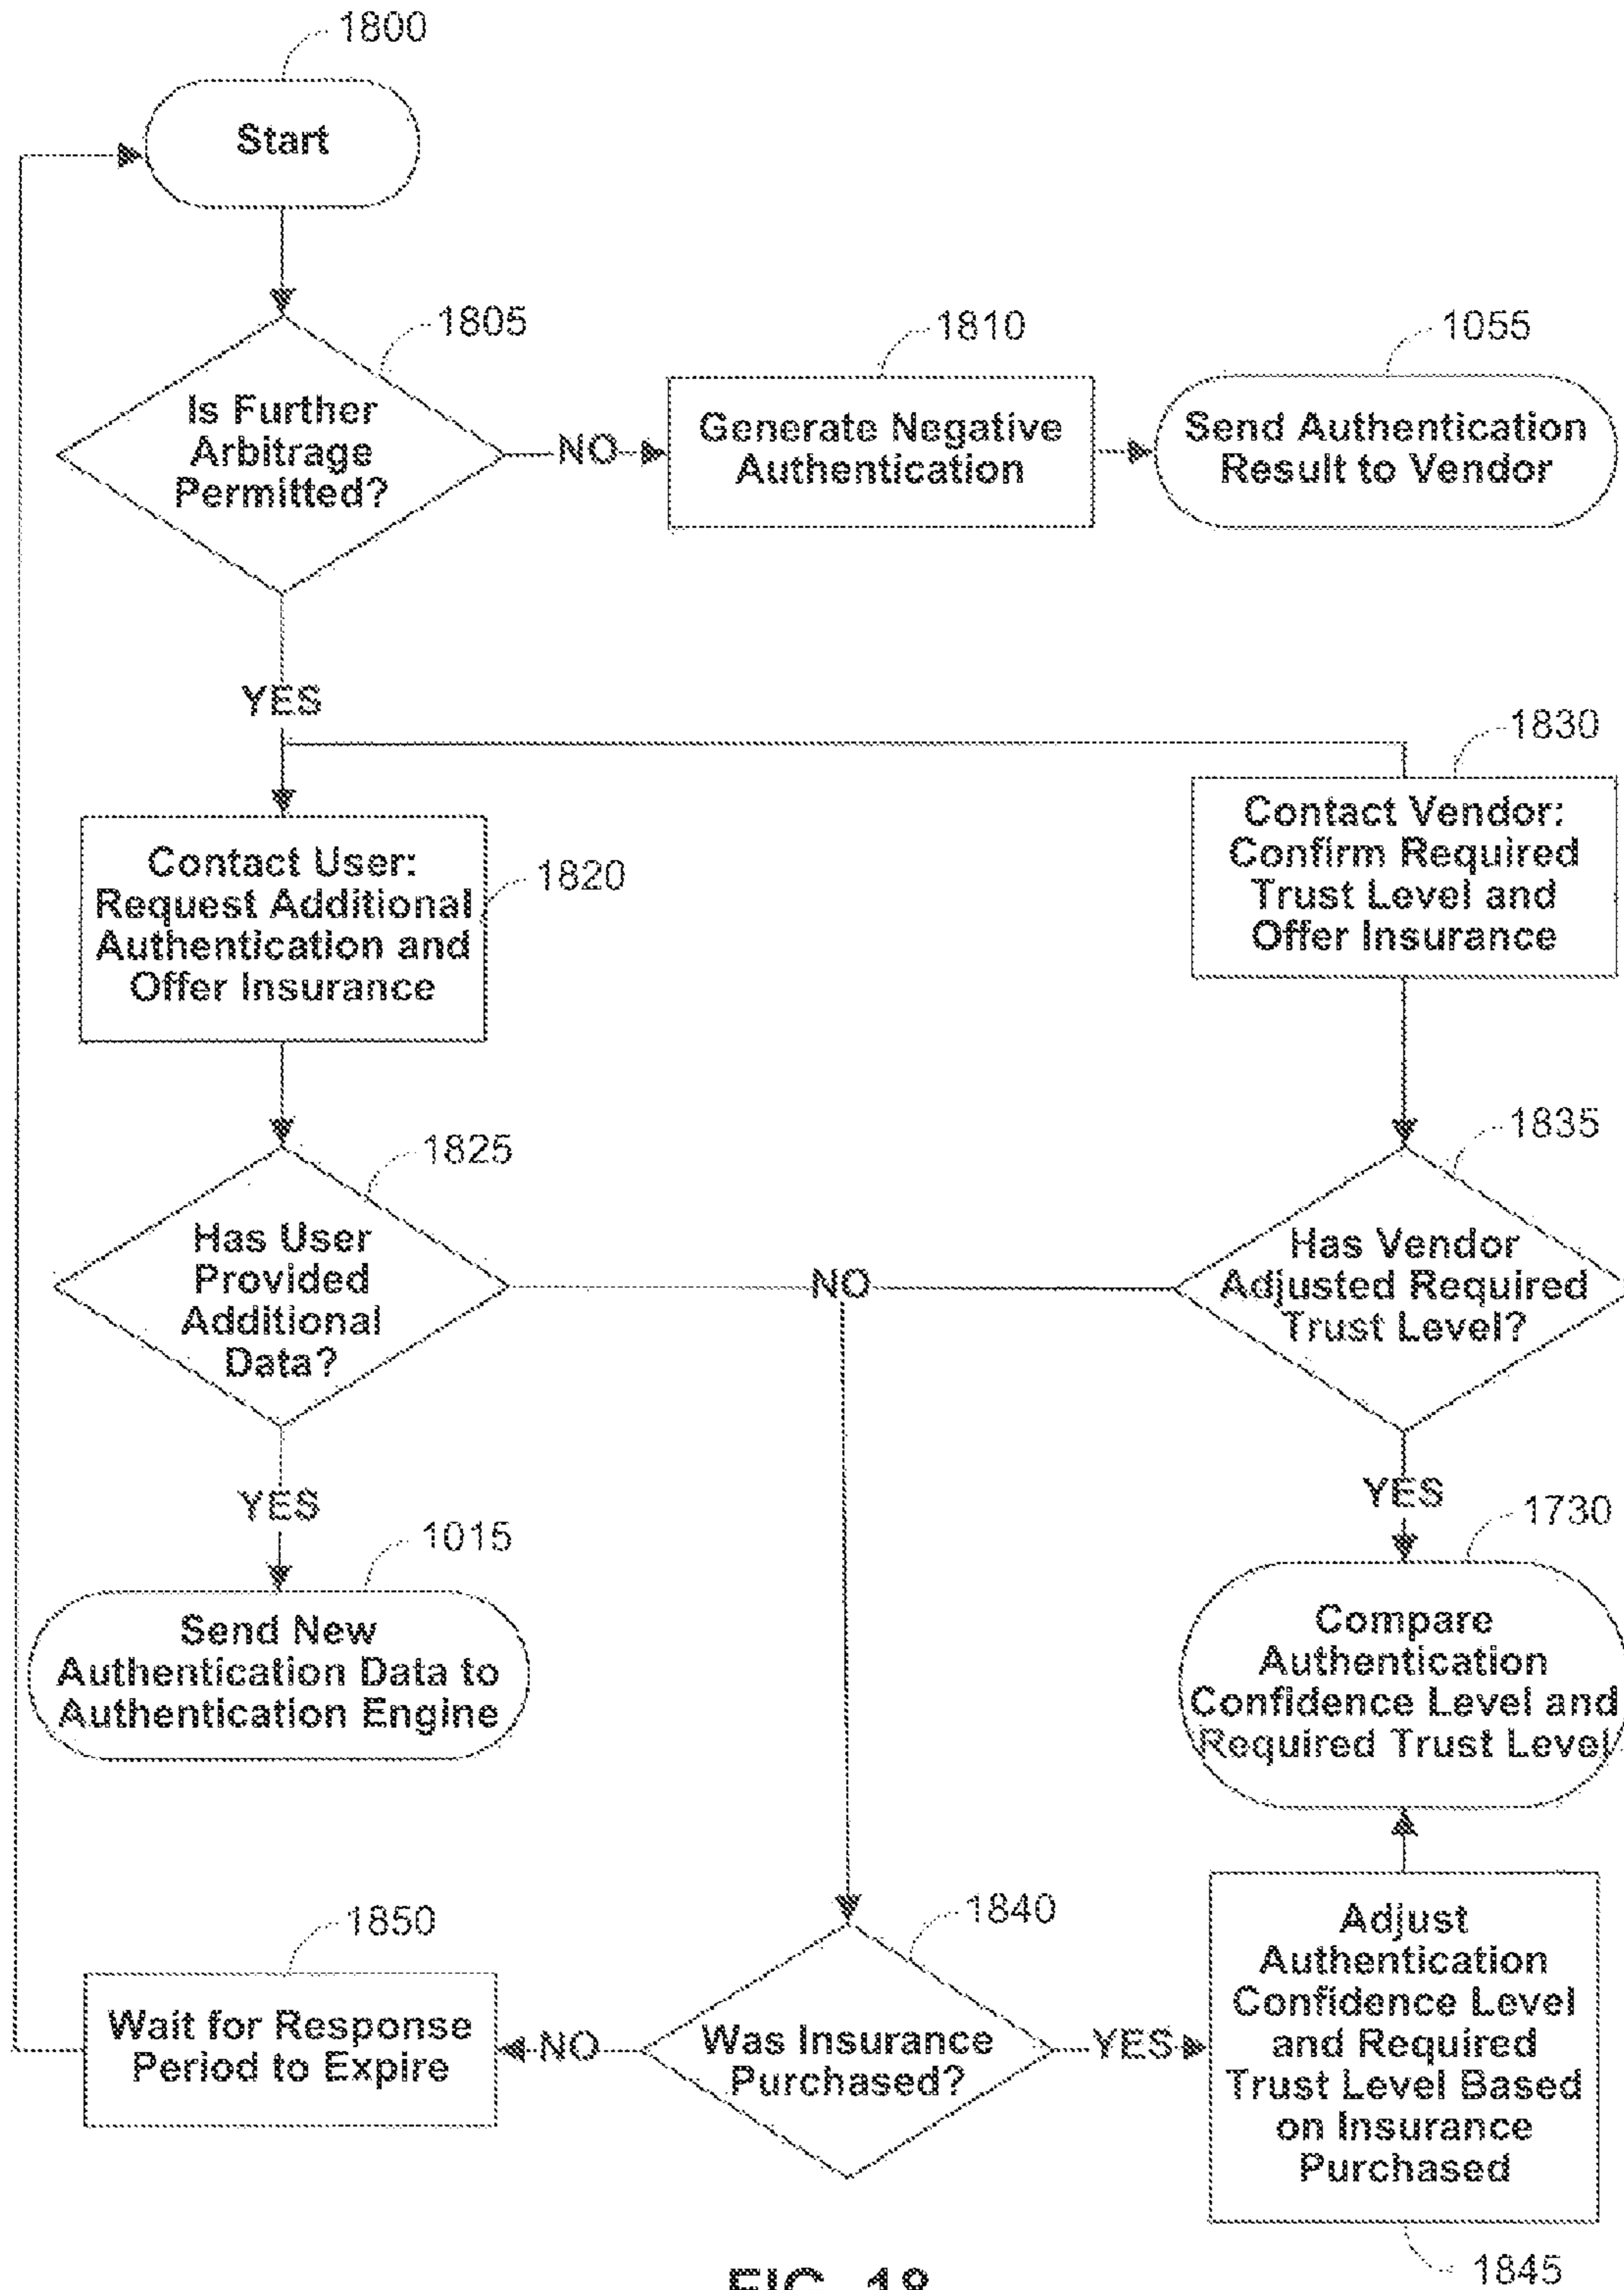 1800
Start
1805
Is Further
Arbitrage
Permitted?
NO
1810
Generate Negative
Authentication
1055
Send Authentication
Result to Vendor
YES
1820
Contact User:
Request Additional
Authentication and
Offer Insurance
1830
Contact Vendor:
Confirm Required
Trust Level and
Offer Insurance
1825
Has User
Provided
Additional
Data?
NO
1835
Has Vendor
Adjusted Required
Trust Level?
YES
1015
Send New
Authentication Data to
Authentication Engine
YES
1730
Compare
Authentication
Confidence Level and
Required Trust Level
1850
Wait for Response
Period to Expire
NO
1840
Was Insurance
Purchased?
YES
Adjust
Authentication
Confidence Level
and Required
Trust Level Based
on Insurance
Purchased
1845
FIG. 18